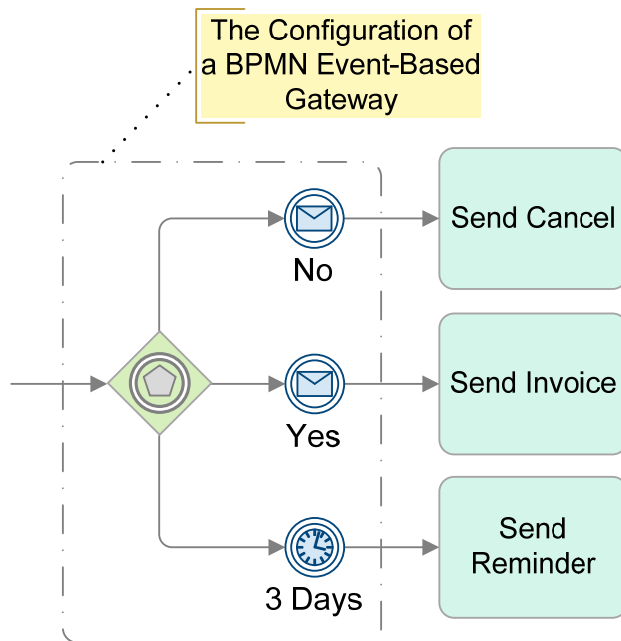 The Configuration of
a BPMN Event-Based
Gateway
Send Cancel
No
Send Invoice
Yes
Send
Reminder
3 Days